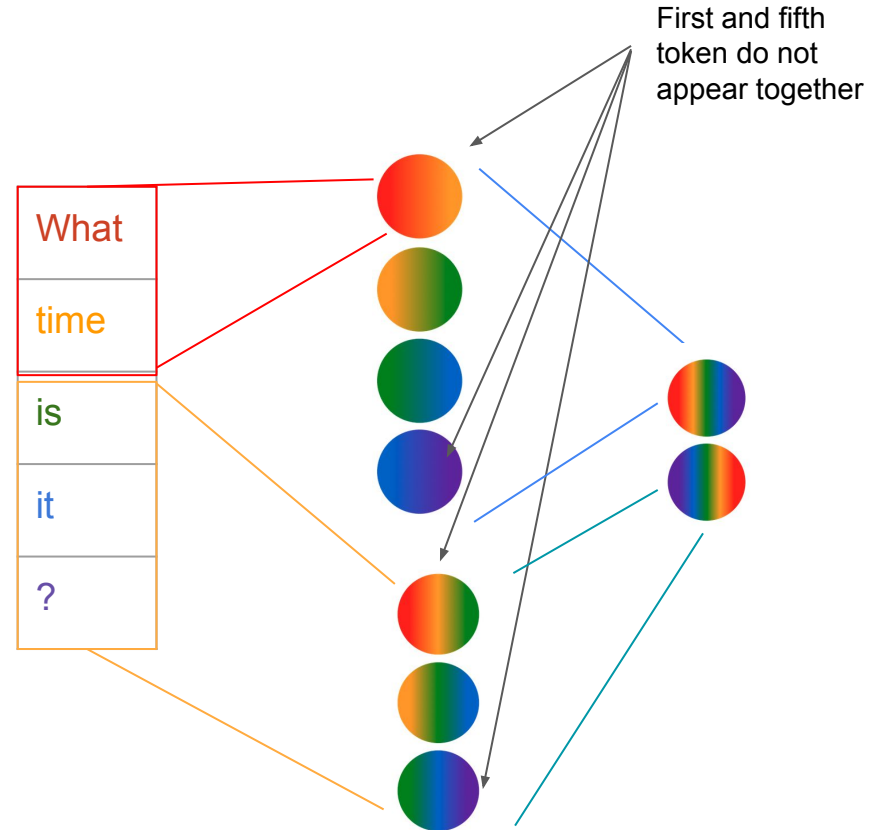 First and fifth
token do not
appear together
What
time
is
it
?